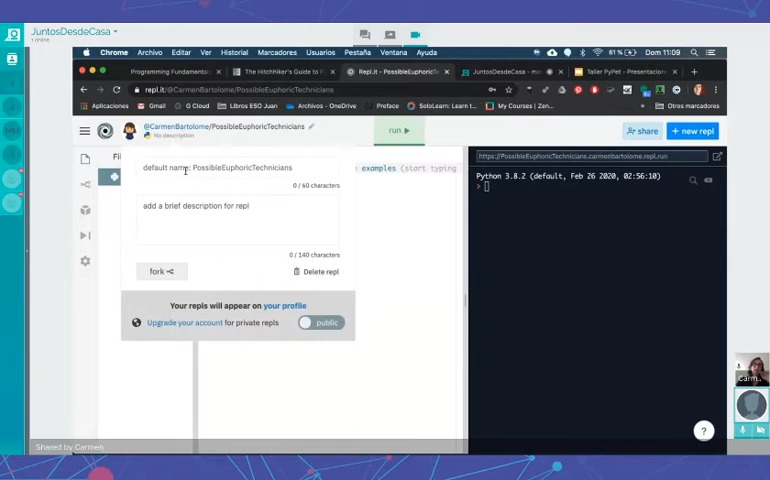 JuntosDesdeCasa
1 online
Chrome Archivo Editar Ver Historial Marcadores Usuarios Pestaña Ventana Ayuda 61 % Dom 11:09
Programming Fundamental
The Hitchhiker's Guide to P
Repl.it - PossibleEuphoricTe
JuntosDesdeCasa - m
Taller PyPet - Presentacione
repl.it/@CarmenBartolome/PossibleEuphoricTechnicians
Aplicaciones Gmail G Cloud Libros ESO Juan Archivos - OneDrive Preface SoloLearn: Learn t My Courses | Zen Otros marcadores
@CarmenBartolome/PossibleEuphoricTechnicians
No description
run
share
+ new repl
default name: PossibleEuphoricTechnicians
0 / 60 characters
add a brief description for repl
0 / 140 characters
fork
Delete repl
Your repls will appear on your profile
Upgrade your account for private repls
public
Fi
examples (start typing
https://PossibleEuphoricTechnicians.carmenbartolome.repl.run
Python 3.8.2 (default, Feb 26 2020, 02:56:10)
?
Shared by Carmen